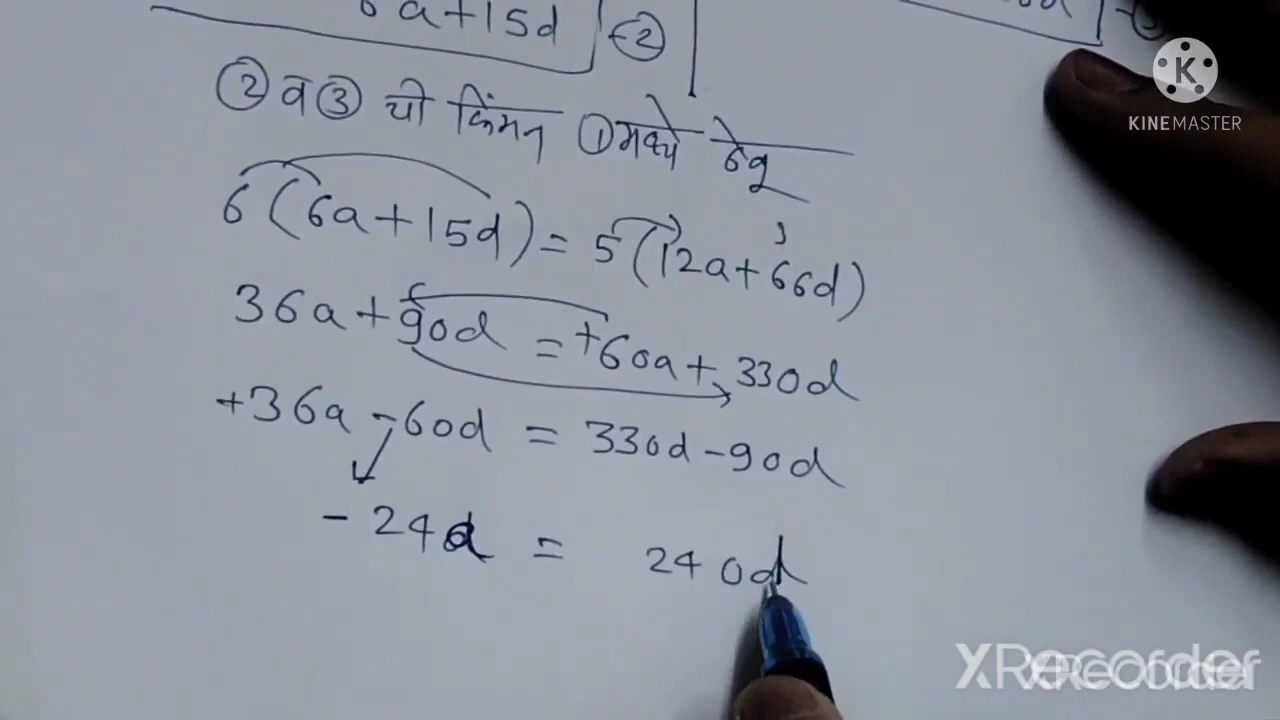 6a+15d -②
② व ③ ची किंमत ① मध्ये ठेवू
6(6a+15d) = 5(12a+66d)
36a+90d = +60a+330d
+36a -60d = 330d-90d
-24d = 240d
KINEMASTER
XRecorder